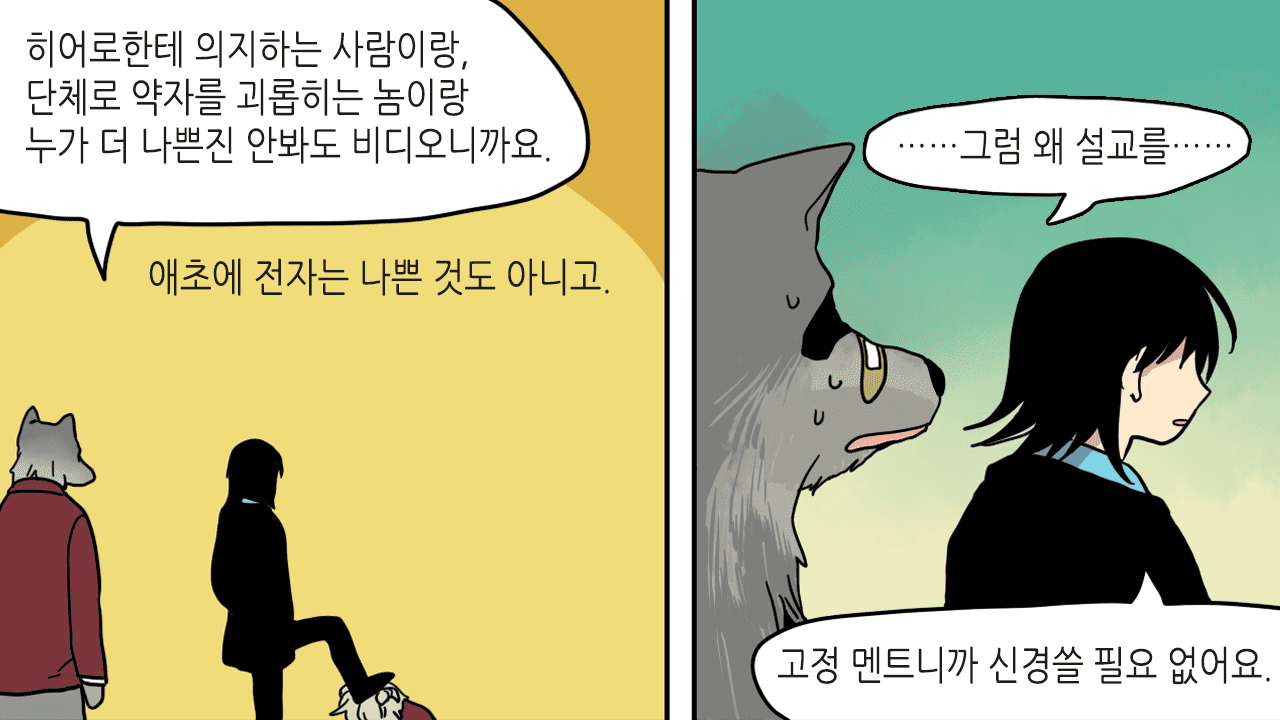 히어로한테 의지하는 사람이랑,
단체로 약자를 괴롭히는 놈이랑
누가 더 나쁜진 안봐도 비디오니까요.
애초에 전자는 나쁜 것도 아니고.
……그럼 왜 설교를……
고정 멘트니까 신경쓸 필요 없어요.